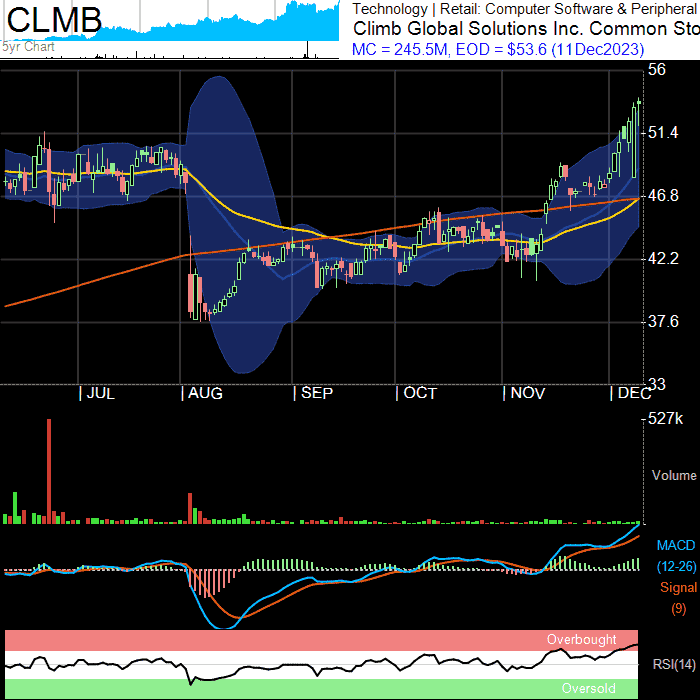 CLMB
5yr Chart
Technology | Retail: Computer Software & Peripheral
Climb Global Solutions Inc. Common Sto
MC = 245.5M, EOD = $53.6 (11Dec2023)
56
51.4
46.8
42.2
37.6
33
JUL
AUG
SEP
OCT
NOV
DEC
527k
Volume
MACD
(12-26)
Signal
(9)
Overbought
RSI(14)
Oversold